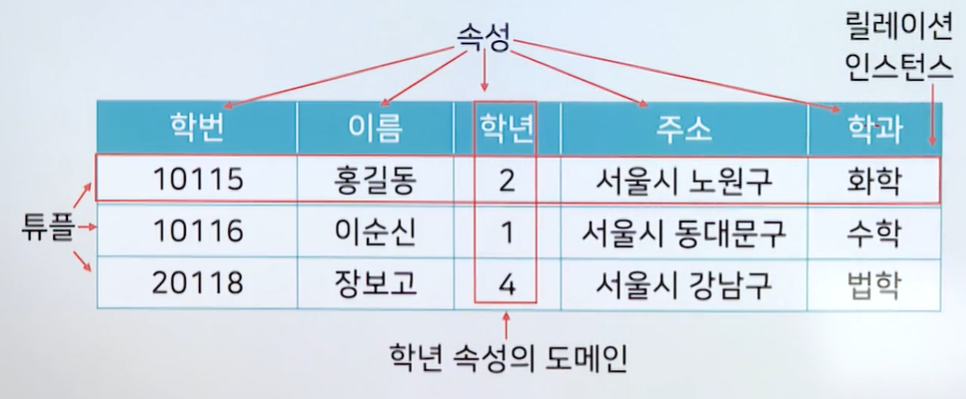 속성
릴레이션
인스턴스
학번 이름 학년 주소 학과
10115 홍길동 2 서울시 노원구 화학
튜플
10116 이순신 1 서울시 동대문구 수학
20118 장보고 4 서울시 강남구 법학
학년 속성의 도메인